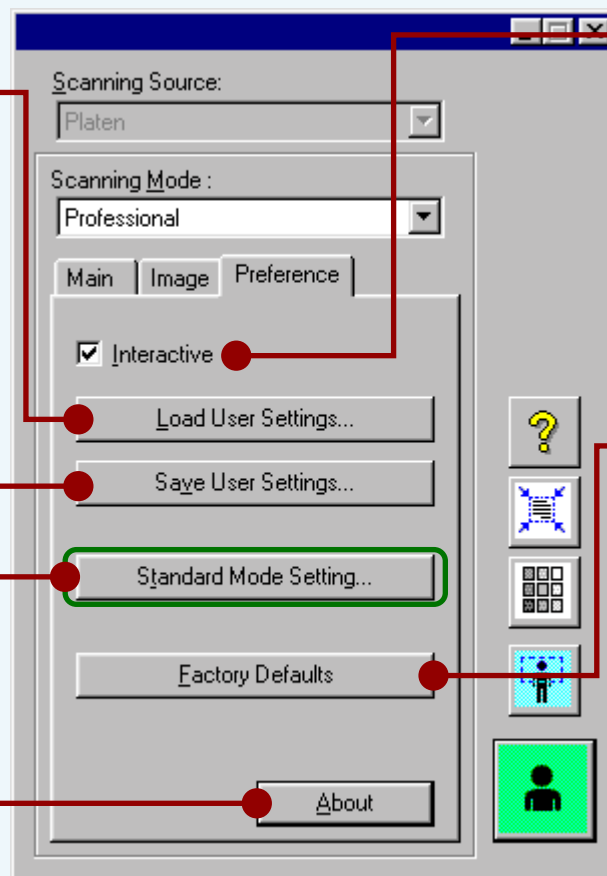 Scanning Source:
Platen
Scanning Mode :
Professional
Main Image Preference
Interactive
Load User Settings...
Save User Settings...
Standard Mode Setting...
Factory Defaults
About